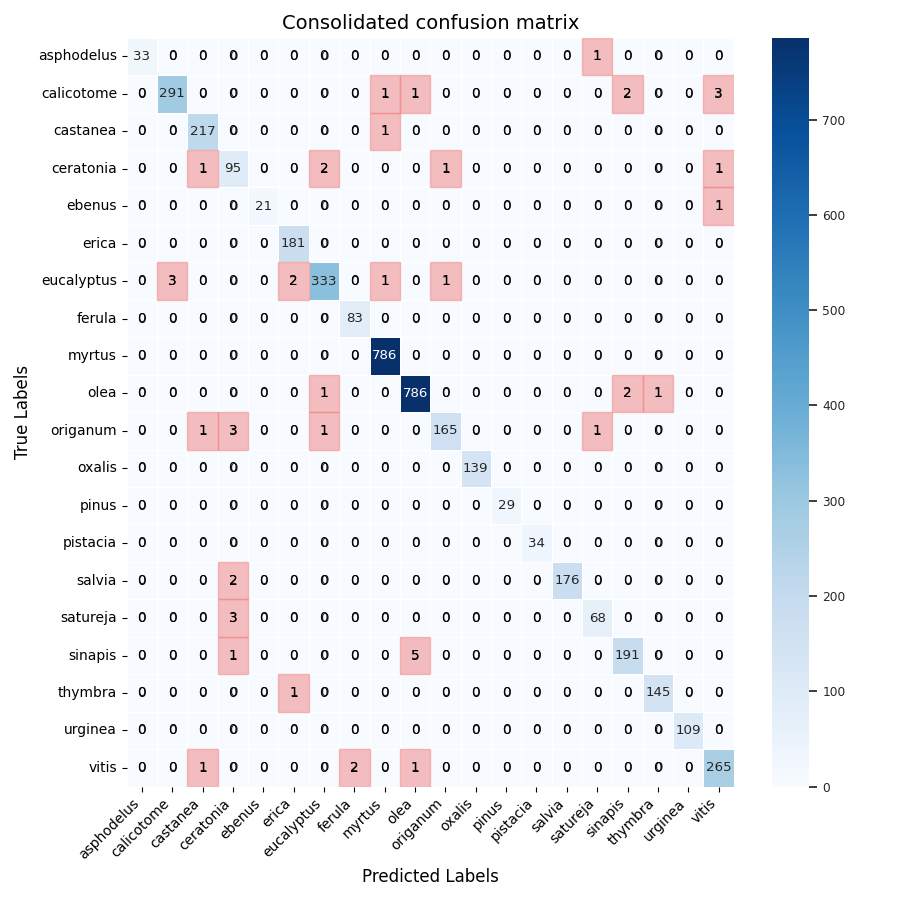 Consolidated confusion matrix
True Labels
asphodelus 33 0 0 0 0 0 0 0 0 0 0 0 0 0 0 1 0 0 0 0
calicotome 0 291 0 0 0 0 0 0 1 1 0 0 0 0 0 0 2 0 0 3
castanea 0 0 217 0 0 0 0 0 1 0 0 0 0 0 0 0 0 0 0 0
ceratonia 0 0 1 95 0 0 2 0 0 0 1 0 0 0 0 0 0 0 0 1
ebenus 0 0 0 0 21 0 0 0 0 0 0 0 0 0 0 0 0 0 0 1
erica 0 0 0 0 0 181 0 0 0 0 0 0 0 0 0 0 0 0 0 0
eucalyptus 0 3 0 0 0 2 333 0 1 0 1 0 0 0 0 0 0 0 0 0
ferula 0 0 0 0 0 0 0 83 0 0 0 0 0 0 0 0 0 0 0 0
myrtus 0 0 0 0 0 0 0 0 786 0 0 0 0 0 0 0 0 0 0 0
olea 0 0 0 0 0 0 1 0 0 786 0 0 0 0 0 0 2 1 0 0
origanum 0 0 1 3 0 0 1 0 0 0 165 0 0 0 0 1 0 0 0 0
oxalis 0 0 0 0 0 0 0 0 0 0 0 139 0 0 0 0 0 0 0 0
pinus 0 0 0 0 0 0 0 0 0 0 0 0 29 0 0 0 0 0 0 0
pistacia 0 0 0 0 0 0 0 0 0 0 0 0 0 34 0 0 0 0 0 0
salvia 0 0 0 2 0 0 0 0 0 0 0 0 0 0 176 0 0 0 0 0
satureja 0 0 0 3 0 0 0 0 0 0 0 0 0 0 0 68 0 0 0 0
sinapis 0 0 0 1 0 0 0 0 0 5 0 0 0 0 0 0 191 0 0 0
thymbra 0 0 0 0 0 1 0 0 0 0 0 0 0 0 0 0 0 145 0 0
urginea 0 0 0 0 0 0 0 0 0 0 0 0 0 0 0 0 0 0 109 0
vitis 0 0 1 0 0 0 0 2 0 1 0 0 0 0 0 0 0 0 0 265
asphodelus calicotome castanea ceratonia ebenus erica eucalyptus ferula myrtus olea origanum oxalis pinus pistacia salvia satureja sinapis thymbra urginea vitis
Predicted Labels
700
600
500
400
300
200
100
0